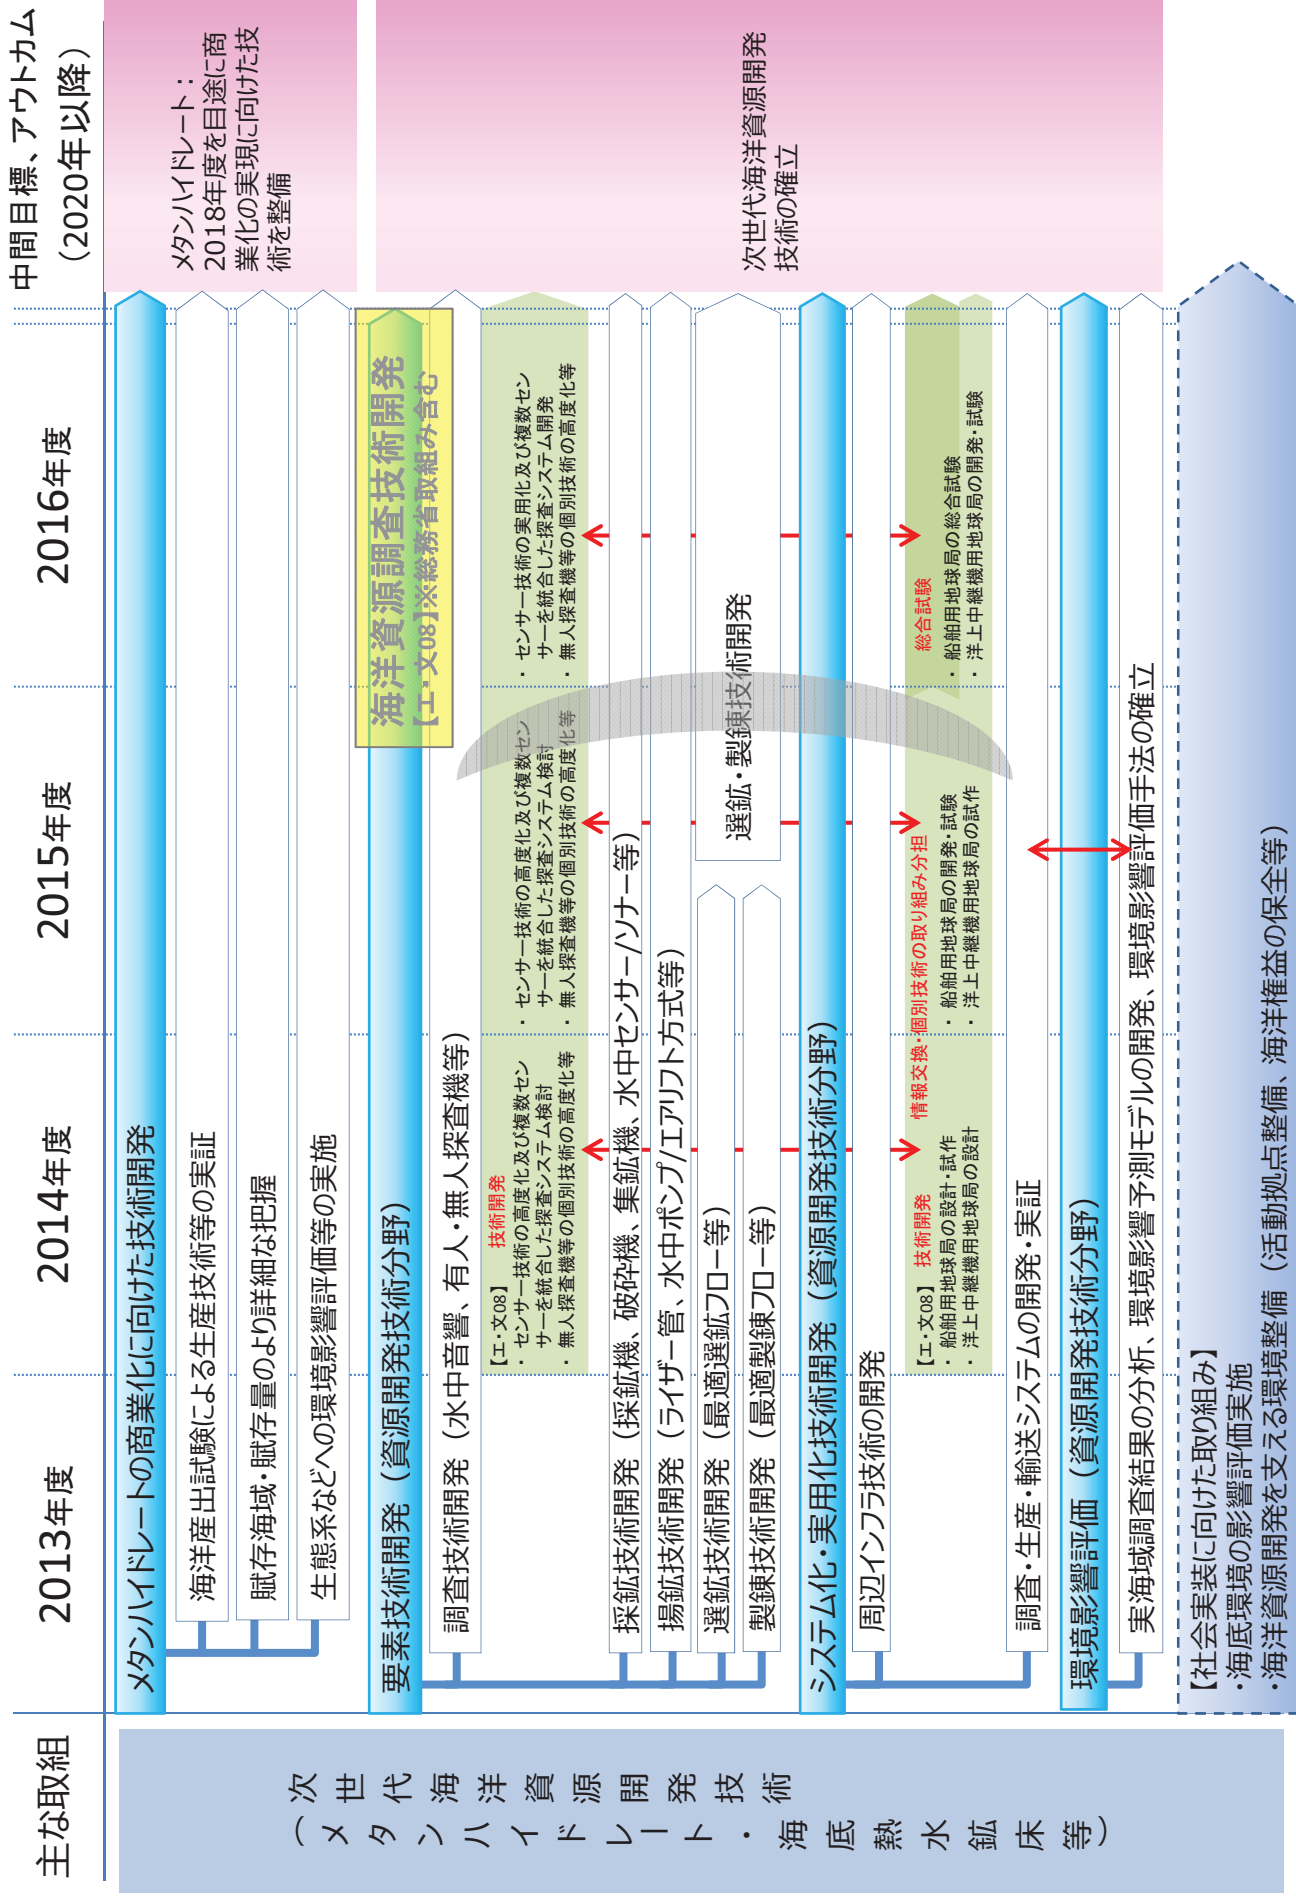 主な取組
2013年度
2014年度
2015年度
2016年度
中間目標、アウトカム
（2020年以降）
次世代海洋資源開発技術
（メタンハイドレート・海底熱水鉱床等）
メタンハイドレートの商業化に向けた技術開発
海洋産出試験による生産技術等の実証
賦存海域・賦存量のより詳細な把握
生態系などへの環境影響評価等の実施
メタンハイドレート：
2018年度を目途に商
業化の実現に向けた技
術を整備
要素技術開発（資源開発技術分野）
海洋資源調査技術開発
【工・文08】※総務省取組み含む
調査技術開発（水中音響、有人・無人探査機等）
【工・文08】 技術開発
・ センサー技術の高度化及び複数セン
サーを統合した探査システム検討
・ 無人探査機等の個別技術の高度化等
・ センサー技術の高度化及び複数セン
サーを統合した探査システム検討
・ 無人探査機等の個別技術の高度化等
・ センサー技術の実用化及び複数セン
サーを統合した探査システム開発
・ 無人探査機等の個別技術の高度化等
採鉱技術開発（採鉱機、破砕機、集鉱機、水中センサー/ソナー等）
揚鉱技術開発（ライザー管、水中ポンプ/エアリフト方式等）
選鉱技術開発（最適選鉱フロー等）
製錬技術開発（最適製錬フロー等）
選鉱・製錬技術開発
次世代海洋資源開発
技術の確立
システム化・実用化技術開発（資源開発技術分野）
周辺インフラ技術の開発
【工・文08】 技術開発
・ 船舶用地球局の設計・試作
・ 洋上中継機用地球局の設計
情報交換・個別技術の取り組み分担
・ 船舶用地球局の開発・試験
・ 洋上中継機用地球局の試作
総合試験
・ 船舶用地球局の総合試験
・ 洋上中継機用地球局の開発・試験
調査・生産・輸送システムの開発・実証
環境影響評価（資源開発技術分野）
実海域調査結果の分析、環境影響予測モデルの開発、環境影響評価手法の確立
【社会実装に向けた取り組み】
・海底環境の影響評価実施
・海洋資源開発を支える環境整備（活動拠点整備、海洋権益の保全等）